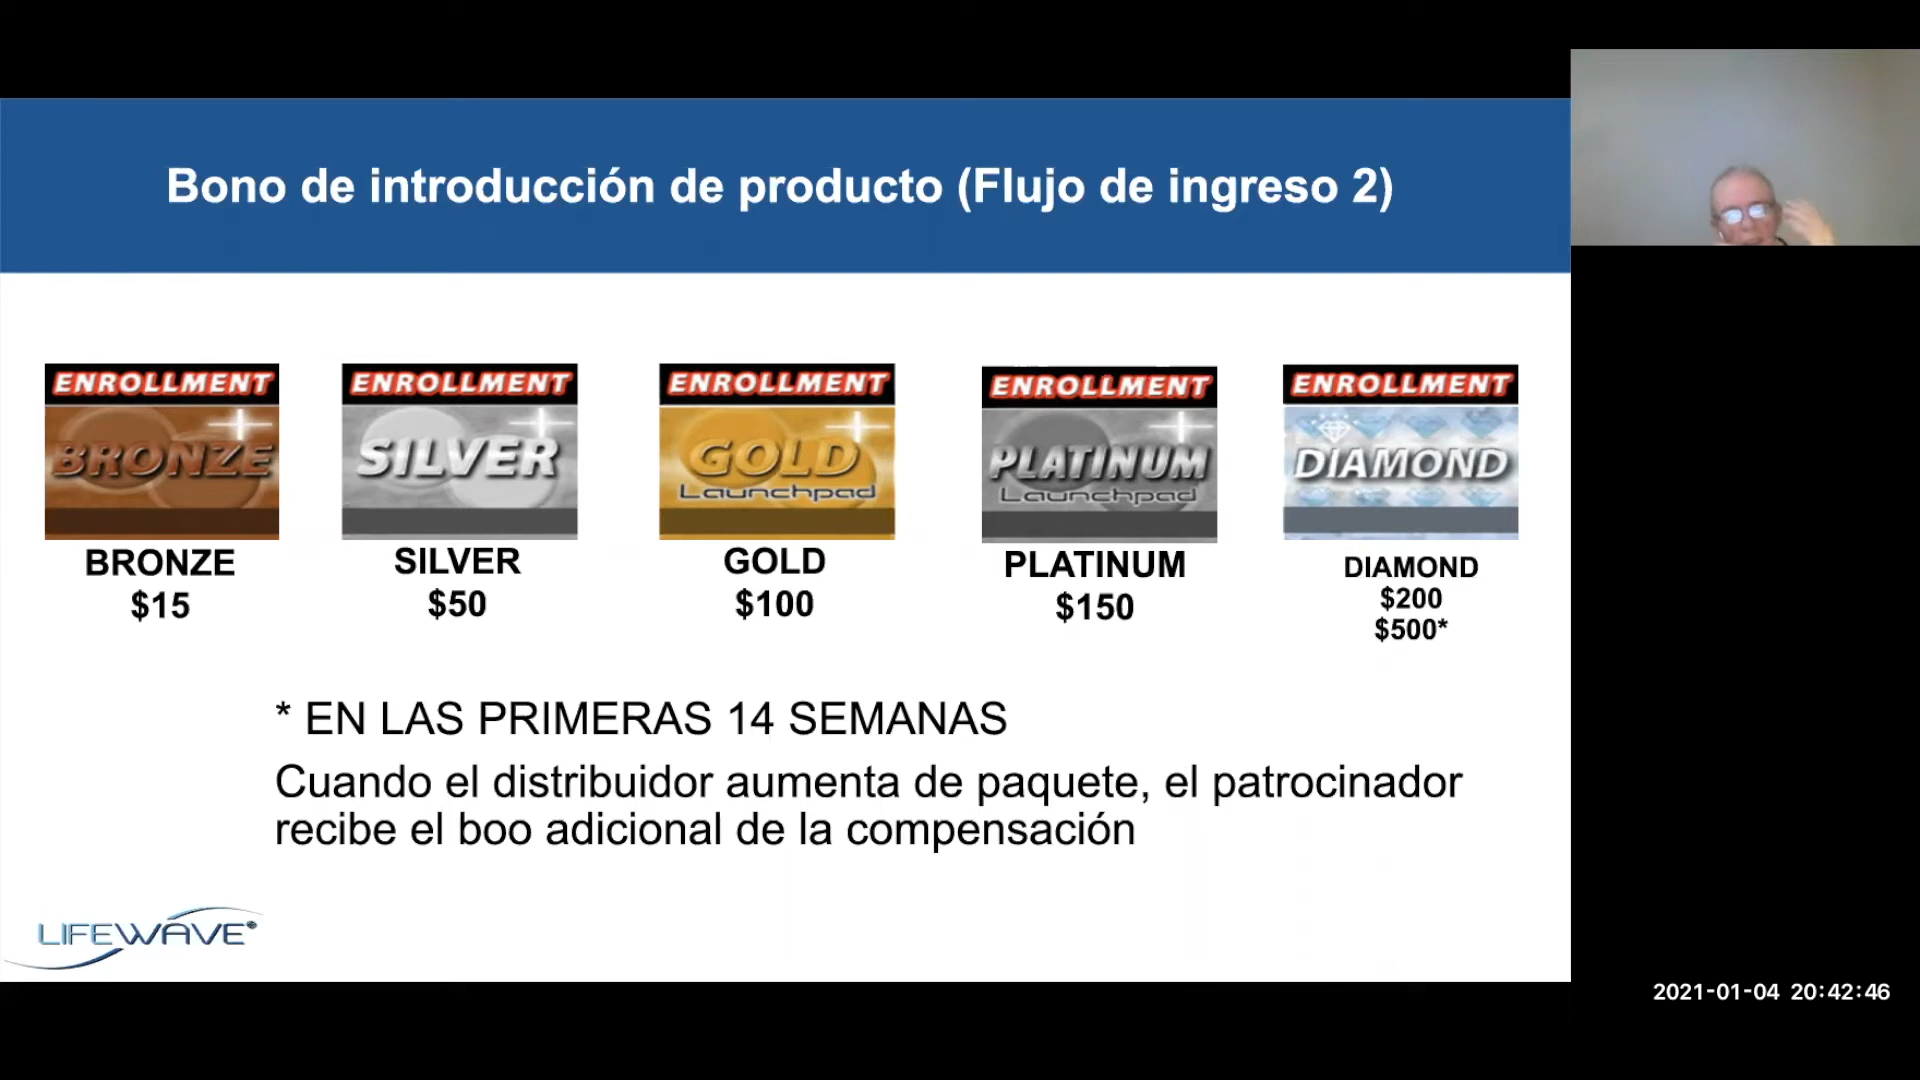 Bono de introducción de producto (Flujo de ingreso 2)
ENROLLMENT
BRONZE
BRONZE
$15
ENROLLMENT
SILVER
SILVER
$50
ENROLLMENT
GOLD
Launchpad
GOLD
$100
ENROLLMENT
PLATINUM
Launchpad
PLATINUM
$150
ENROLLMENT
DIAMOND
DIAMOND
$200
$500*
* EN LAS PRIMERAS 14 SEMANAS
Cuando el distribuidor aumenta de paquete, el patrocinador
recibe el boo adicional de la compensación
LIFEWAVE®
2021-01-04 20:42:46